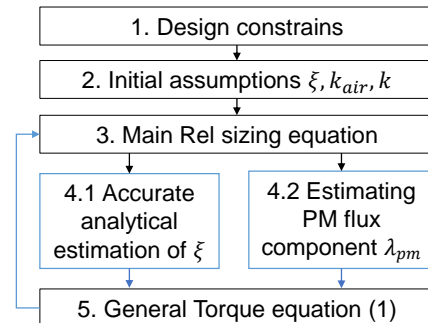 1. Design constrains
2. Initial assumptions ξ, k_air, k
3. Main Rel sizing equation
4.1 Accurate
analytical
estimation of ξ
4.2 Estimating
PM flux
component λ_pm
5. General Torque equation (1)